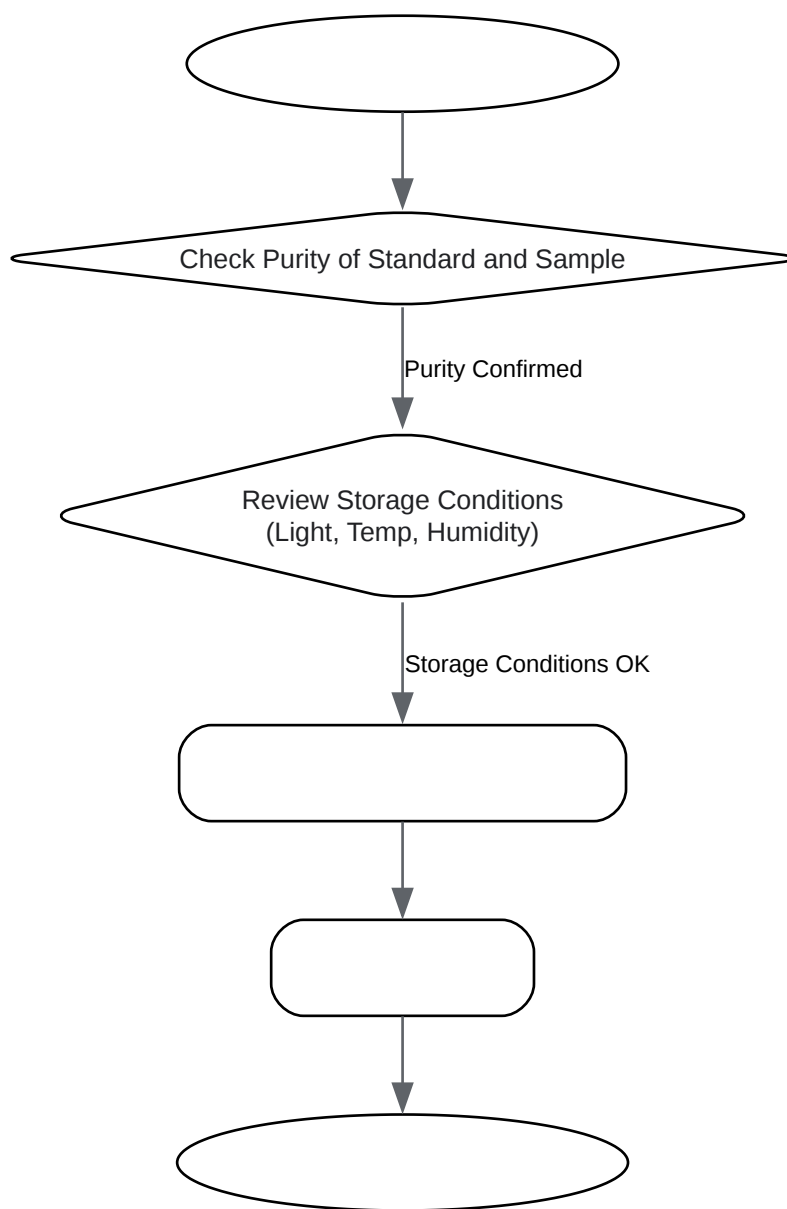 Check Purity of Standard and Sample
Purity Confirmed
Review Storage Conditions
(Light, Temp, Humidity)
Storage Conditions OK